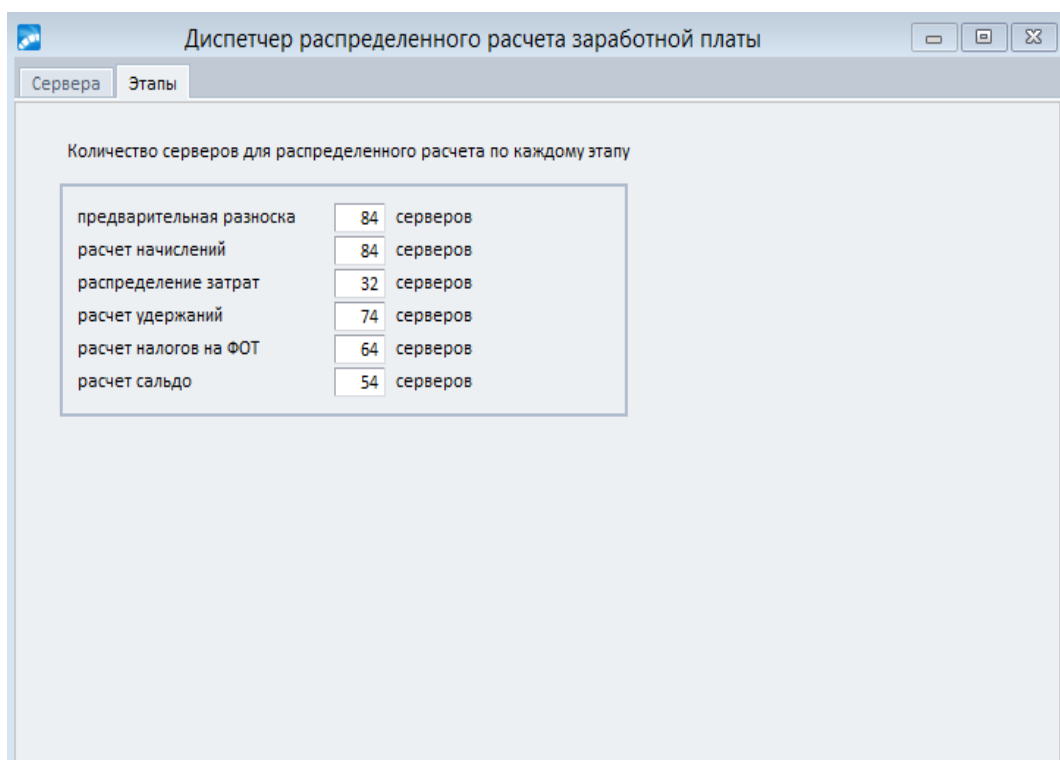 Диспетчер распределенного расчета заработной платы
Сервера Этапы
Количество серверов для распределенного расчета по каждому этапу
предварительная разноска 84 серверов
расчет начислений 84 серверов
распределение затрат 32 серверов
расчет удержаний 74 серверов
расчет налогов на ФОТ 64 серверов
расчет сальдо 54 серверов